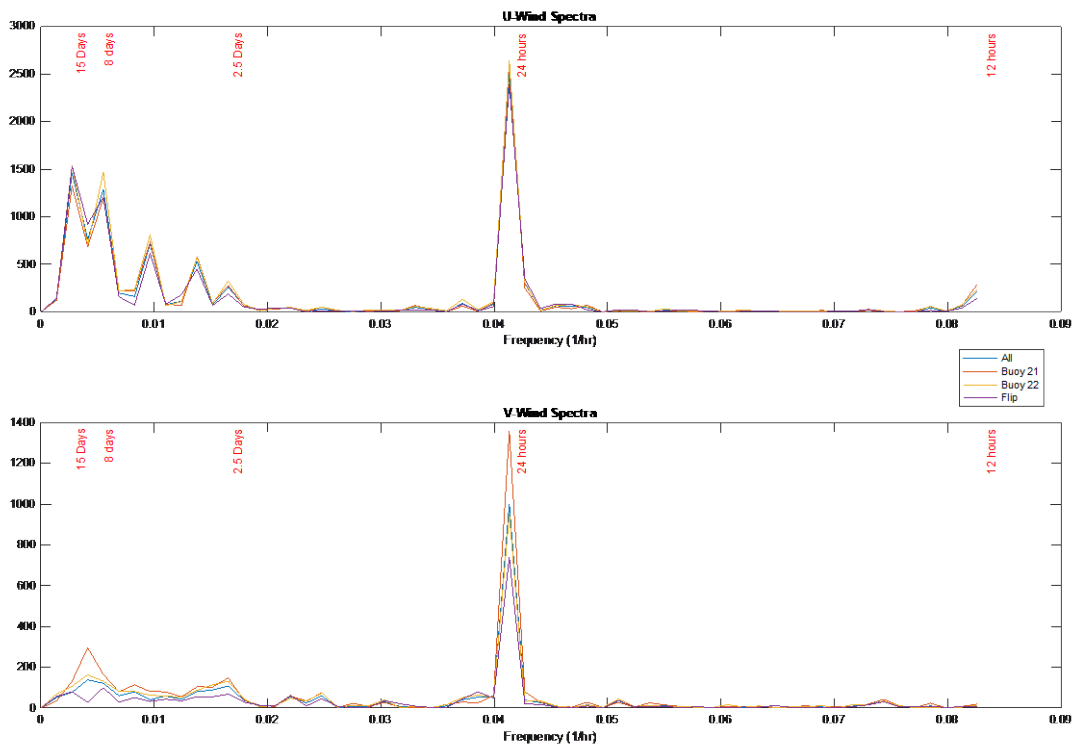 U-Wind Spectra
3000
2500
2000
1500
1000
500
0
15 Days
8 days
2.5 Days
24 hours
12 hours
0 0.01 0.02 0.03 0.04 0.05 0.06 0.07 0.08 0.09
Frequency (1/hr)
All
Buoy 21
Buoy 22
Flip
V-Wind Spectra
1400
1200
1000
800
600
400
200
0
15 Days
8 days
2.5 Days
24 hours
12 hours
0 0.01 0.02 0.03 0.04 0.05 0.06 0.07 0.08 0.09
Frequency (1/hr)